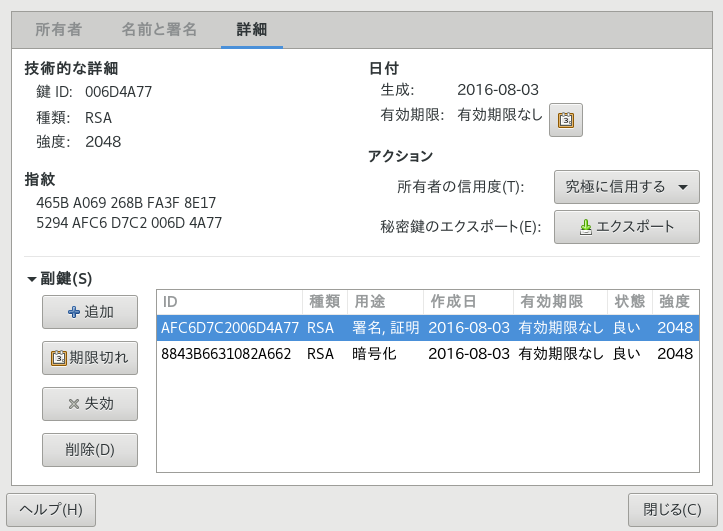 所有者 名前と署名 詳細
技術的な詳細
鍵 ID: 006D4A77
種類: RSA
強度: 2048
指紋
465B A069 268B FA3F 8E17
5294 AFC6 D7C2 006D 4A77
日付
生成: 2016-08-03
有効期限: 有効期限なし
アクション
所有者の信用度(T): 究極に信用する
秘密鍵のエクスポート(E): エクスポート
副鍵(S)
追加
期限切れ
失効
削除(D)
ID 種類 用途 作成日 有効期限 状態 強度
AFC6D7C2006D4A77 RSA 署名, 証明 2016-08-03 有効期限なし 良い 2048
8843B6631082A662 RSA 暗号化 2016-08-03 有効期限なし 良い 2048
ヘルプ(H) 閉じる(C)